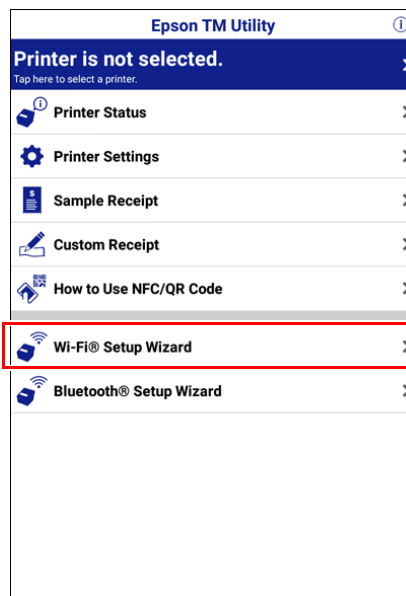 Epson TM Utility
Printer is not selected.
Tap here to select a printer.
Printer Status
Printer Settings
Sample Receipt
Custom Receipt
How to Use NFC/QR Code
Wi-Fi® Setup Wizard
Bluetooth® Setup Wizard